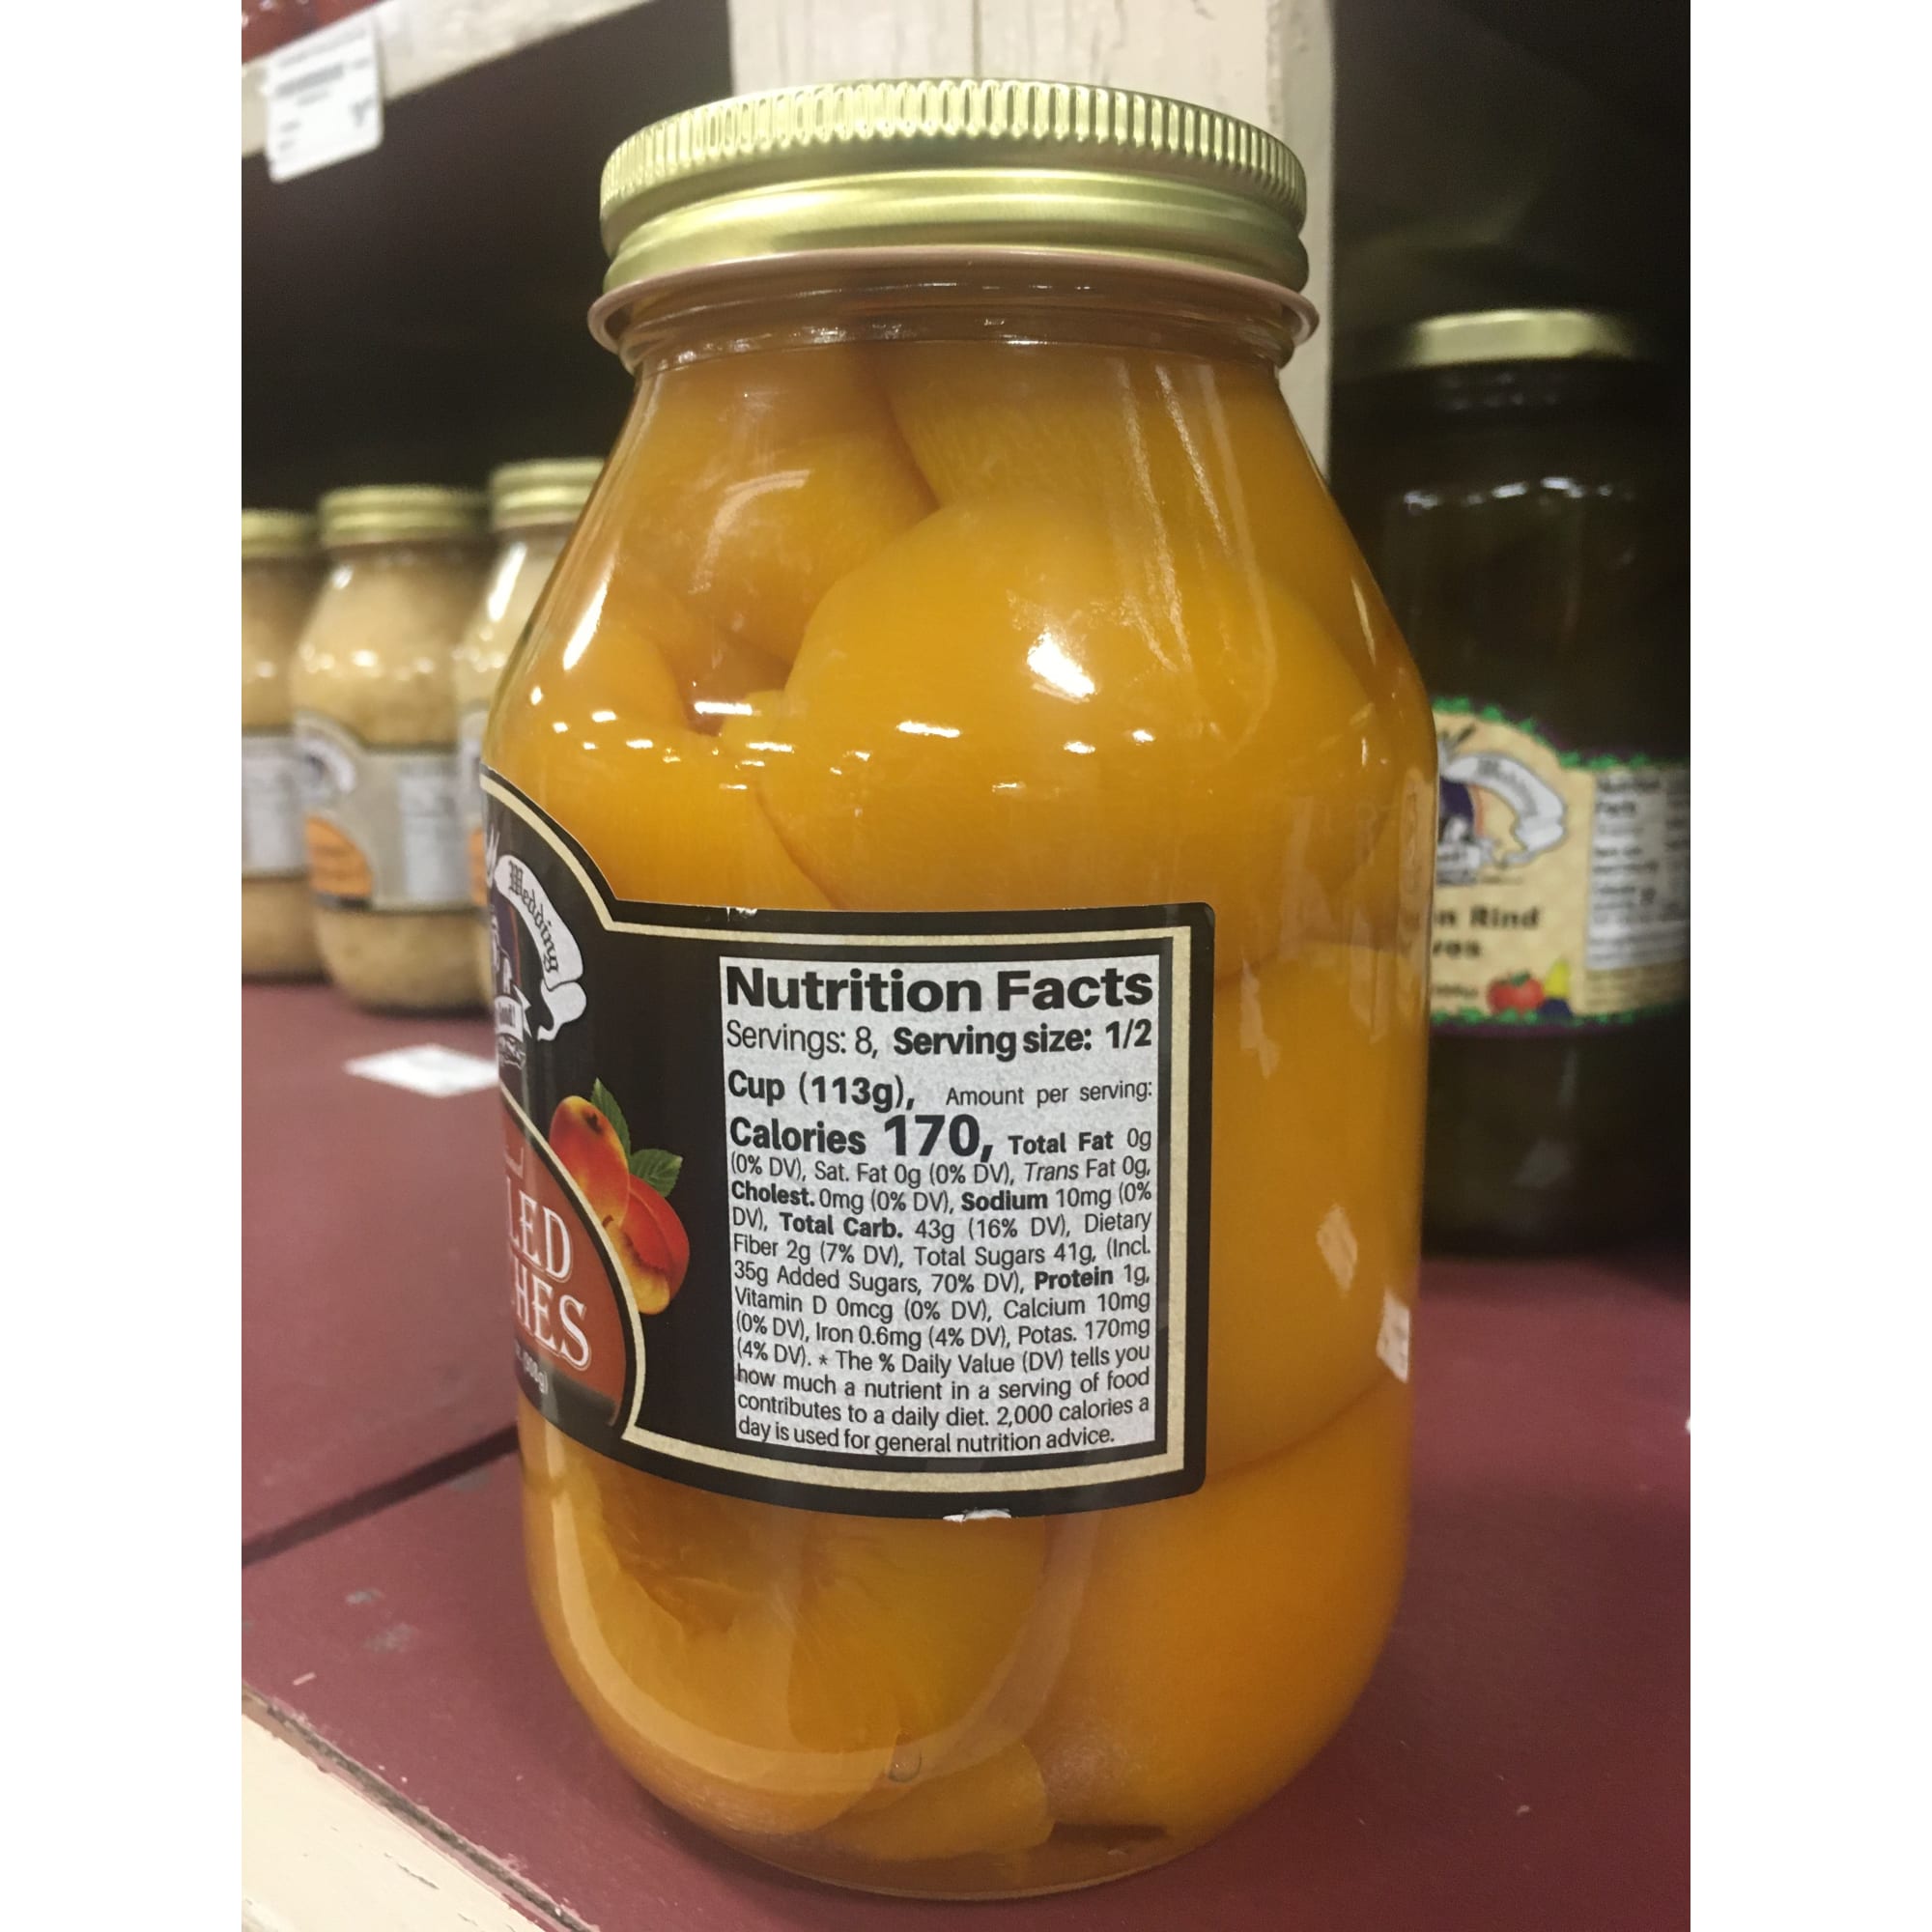 Wedding
LED
HES
Nutrition Facts
Servings: 8, Serving size: 1/2
Cup (113g), Amount per serving:
Calories 170, Total Fat 0g
(0% DV), Sat. Fat 0g (0% DV), Trans Fat 0g,
Cholest. 0mg (0% DV), Sodium 10mg (0%
DV), Total Carb. 43g (16% DV), Dietary
Fiber 2g (7% DV), Total Sugars 41g, (Incl.
35g Added Sugars, 70% DV), Protein 1g,
Vitamin D 0mcg (0% DV), Calcium 10mg
(0% DV), Iron 0.6mg (4% DV), Potas. 170mg
(4% DV). * The % Daily Value (DV) tells you
how much a nutrient in a serving of food
contributes to a daily diet. 2,000 calories a
day is used for general nutrition advice.
Wedding
n Rind
Nutrition
Facts